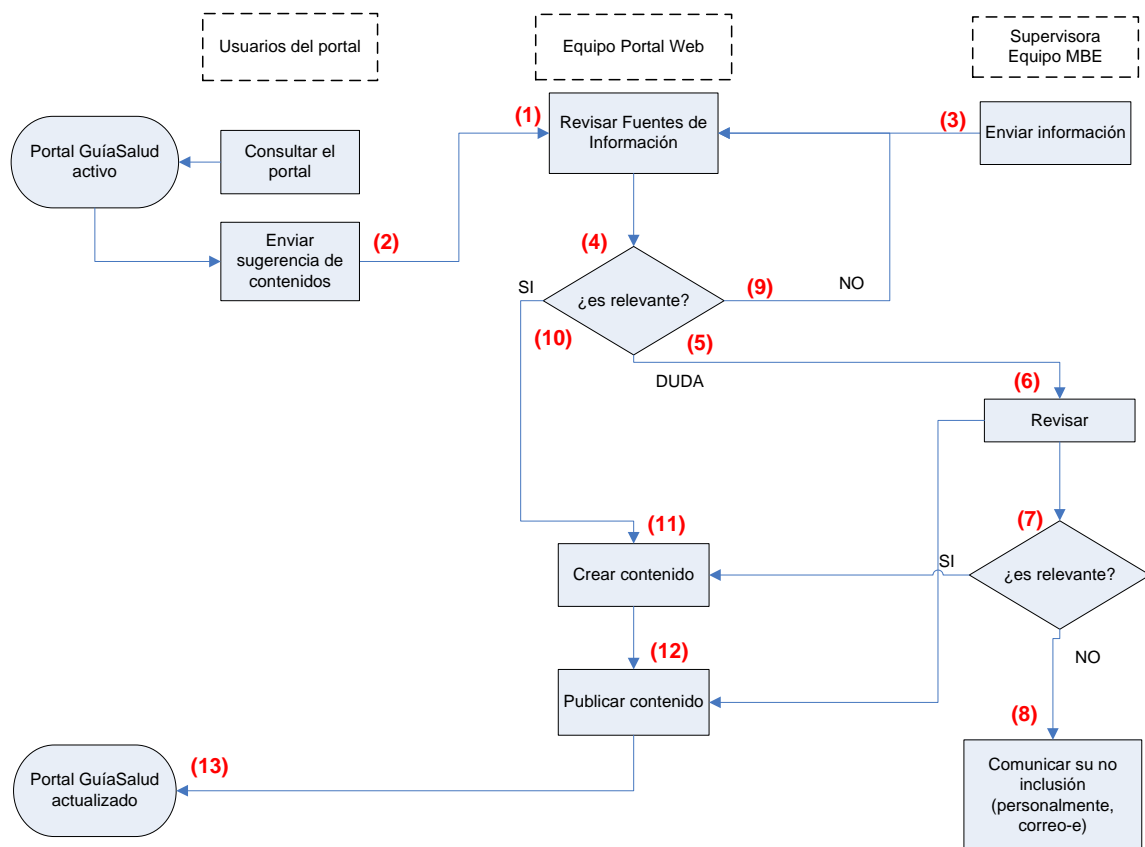 Usuarios del portal
Equipo Portal Web
Supervisora
Equipo MBE
(1)
Revisar Fuentes de
Información
(3)
Enviar información
Portal GuíaSalud
activo
Consultar el
portal
Enviar
sugerencia de
contenidos
(2)
(4)
¿es relevante?
SI
(9)
NO
(10)
(5)
DUDA
(6)
Revisar
(7)
¿es relevante?
SI
(11)
Crear contenido
NO
(12)
Publicar contenido
(8)
Comunicar su no
inclusión
(personalmente,
correo-e)
(13)
Portal GuíaSalud
actualizado